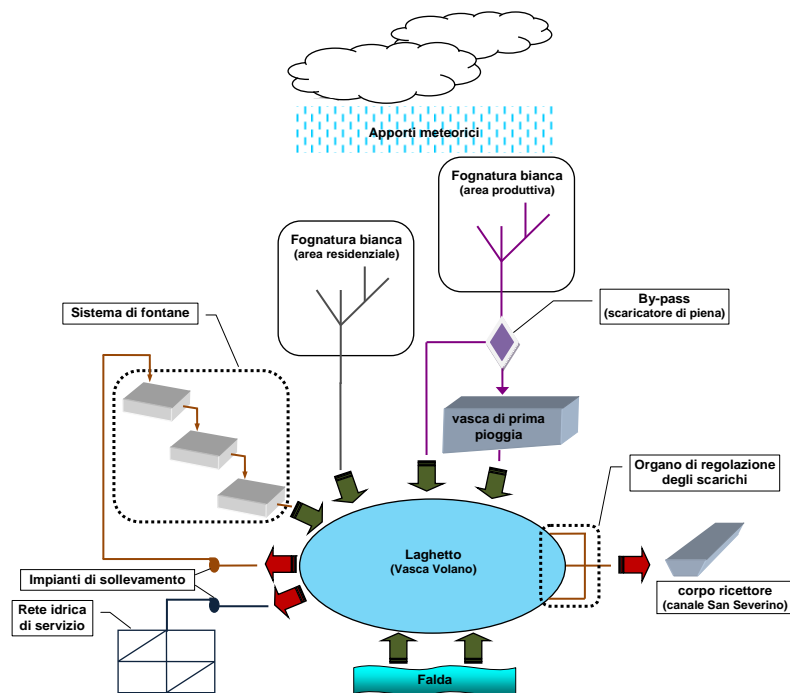 Apporti meteorici
Fognatura bianca
(area produttiva)
Fognatura bianca
(area residenziale)
Sistema di fontane
By-pass
(scaricatore di piena)
vasca di prima
pioggia
Organo di regolazione
degli scarichi
Laghetto
(Vasca Volano)
Impianti di sollevamento
corpo ricettore
(canale San Severino)
Rete idrica
di servizio
Falda